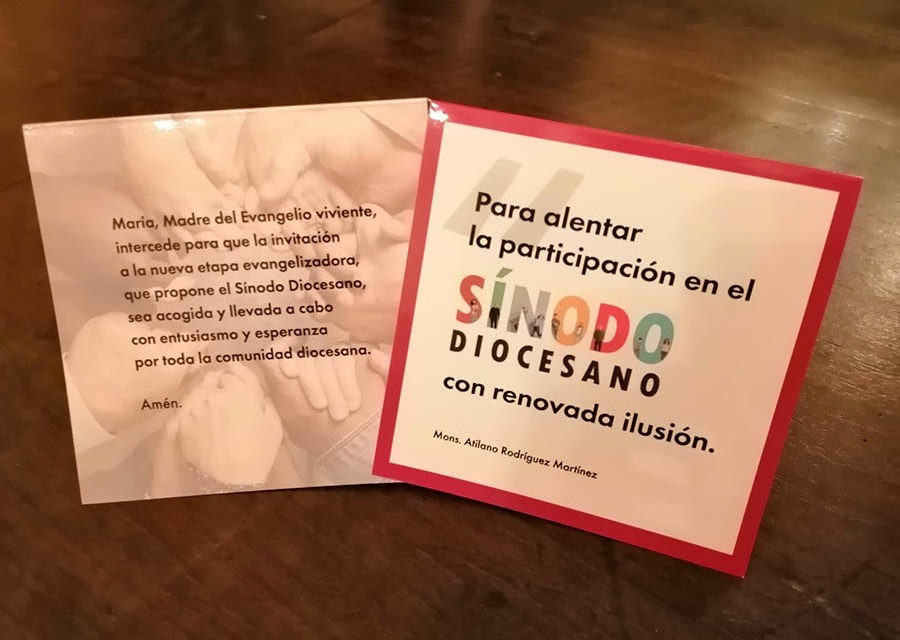 María, Madre del Evangelio viviente,
intercede para que la invitación
a la nueva etapa evangelizadora,
que propone el Sínodo Diocesano,
sea acogida y llevada a cabo
con entusiasmo y esperanza
por toda la comunidad diocesana.
Amén.
“
Para alentar
la participación en el
SÍNODO
DIOCESANO
con renovada ilusión.
Mons. Atilano Rodríguez Martínez